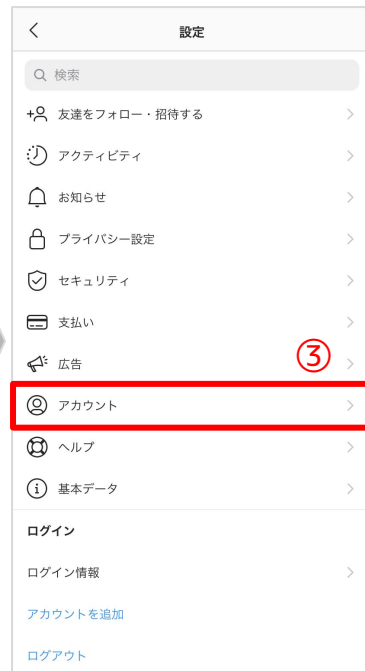 設定
検索
友達をフォロー・招待する
アクティビティ
お知らせ
プライバシー設定
セキュリティ
支払い
広告
③
アカウント
ヘルプ
基本データ
ログイン
ログイン情報
アカウントを追加
ログアウト